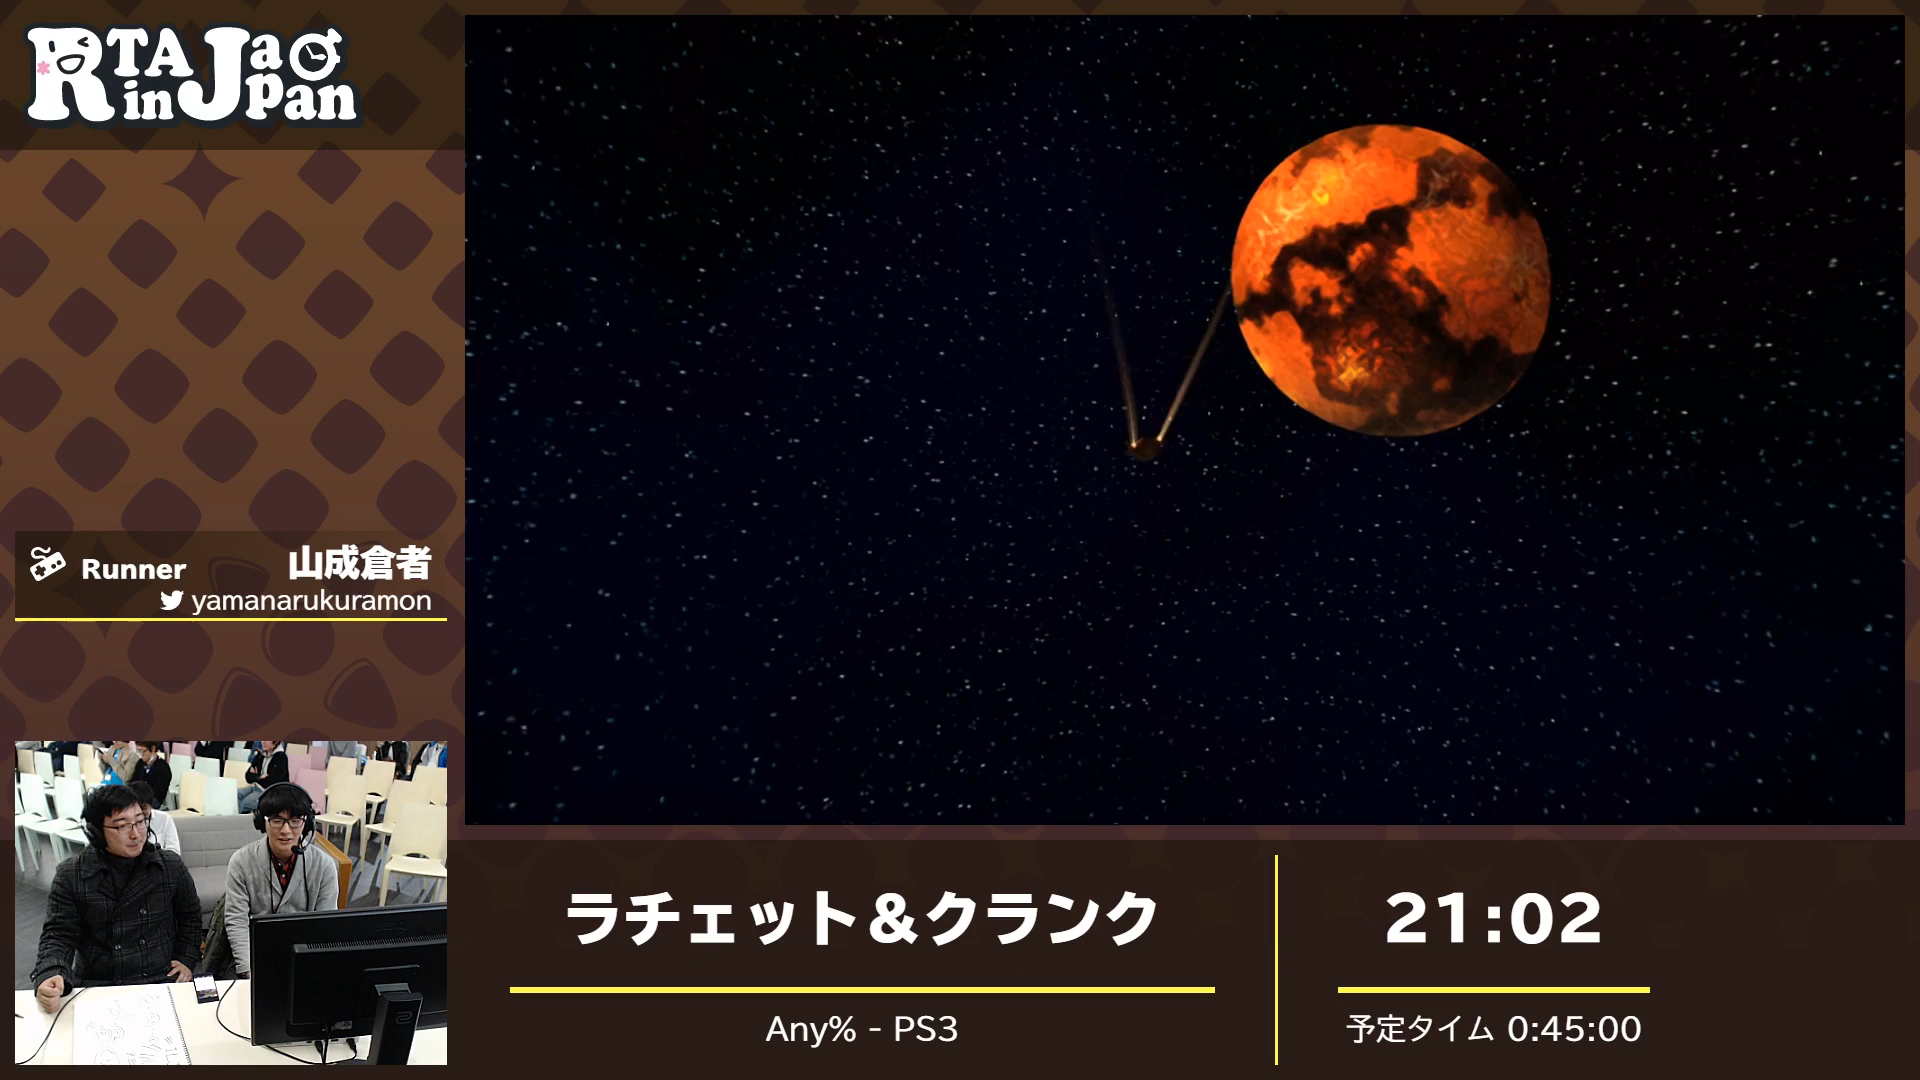 RTA in Japan
Runner 山成倉者
yamanarukuramon
ラチェット&クランク
21:02
Any% - PS3
予定タイム 0:45:00